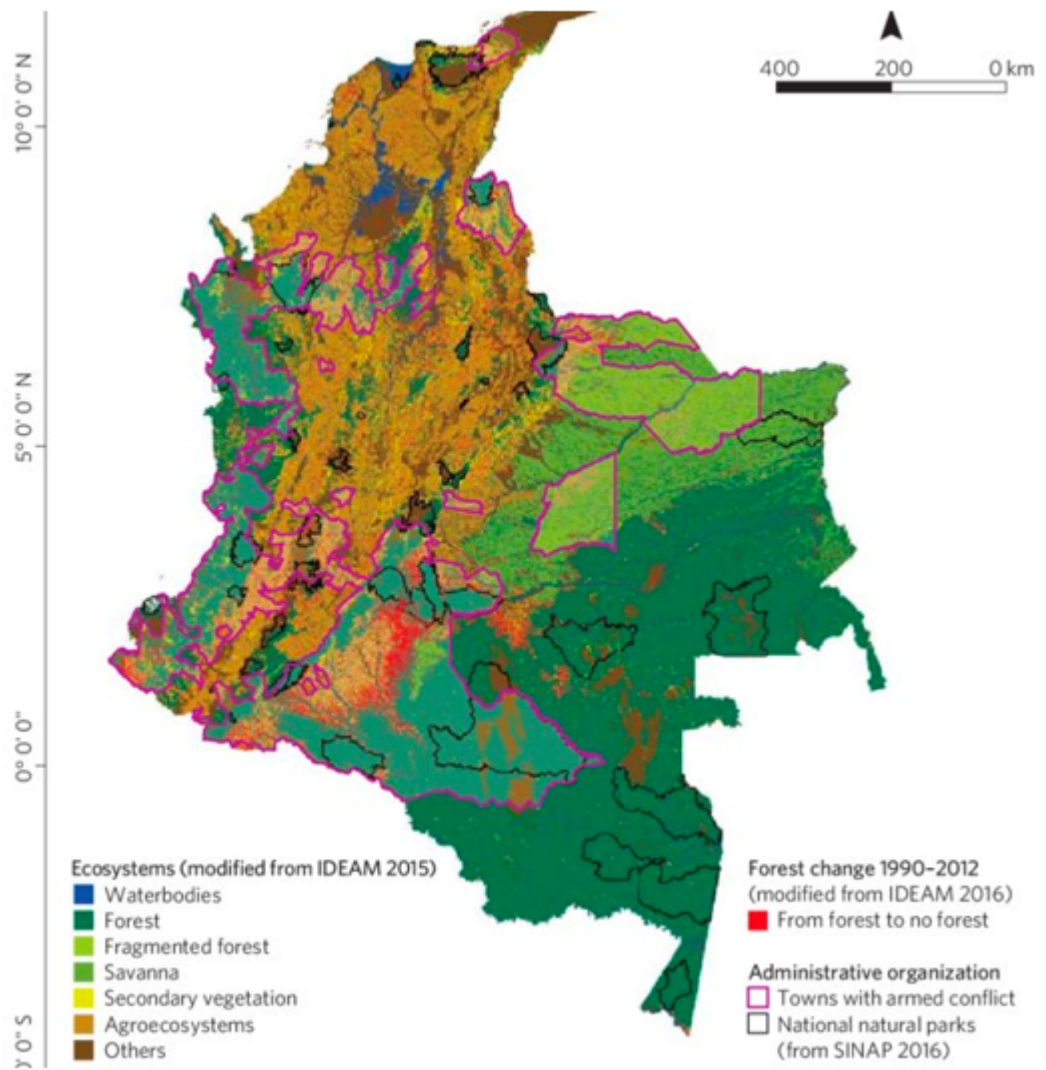 400 200 0 km
10° 0' 0" N
5° 0' 0" N
0° 0' 0"
0' 0" S
Ecosystems (modified from IDEAM 2015)
Waterbodies
Forest
Fragmented forest
Savanna
Secondary vegetation
Agroecosystems
Others
Forest change 1990–2012
(modified from IDEAM 2016)
From forest to no forest
Administrative organization
Towns with armed conflict
National natural parks
(from SINAP 2016)